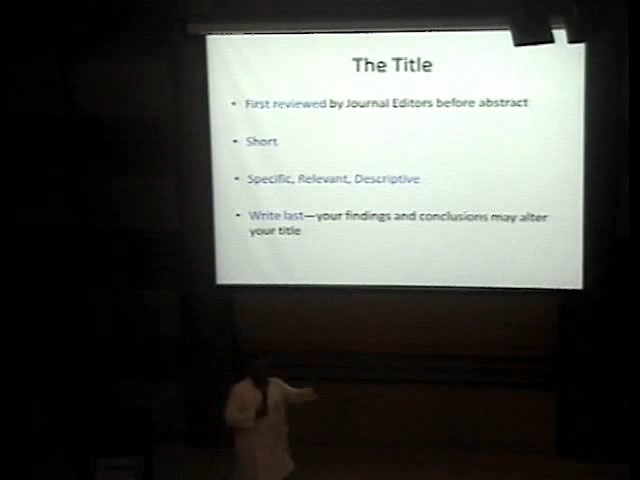 The Title
• First reviewed by Journal Editors before abstract
• Short
• Specific, Relevant, Descriptive
• Write last—your findings and conclusions may alter
your title